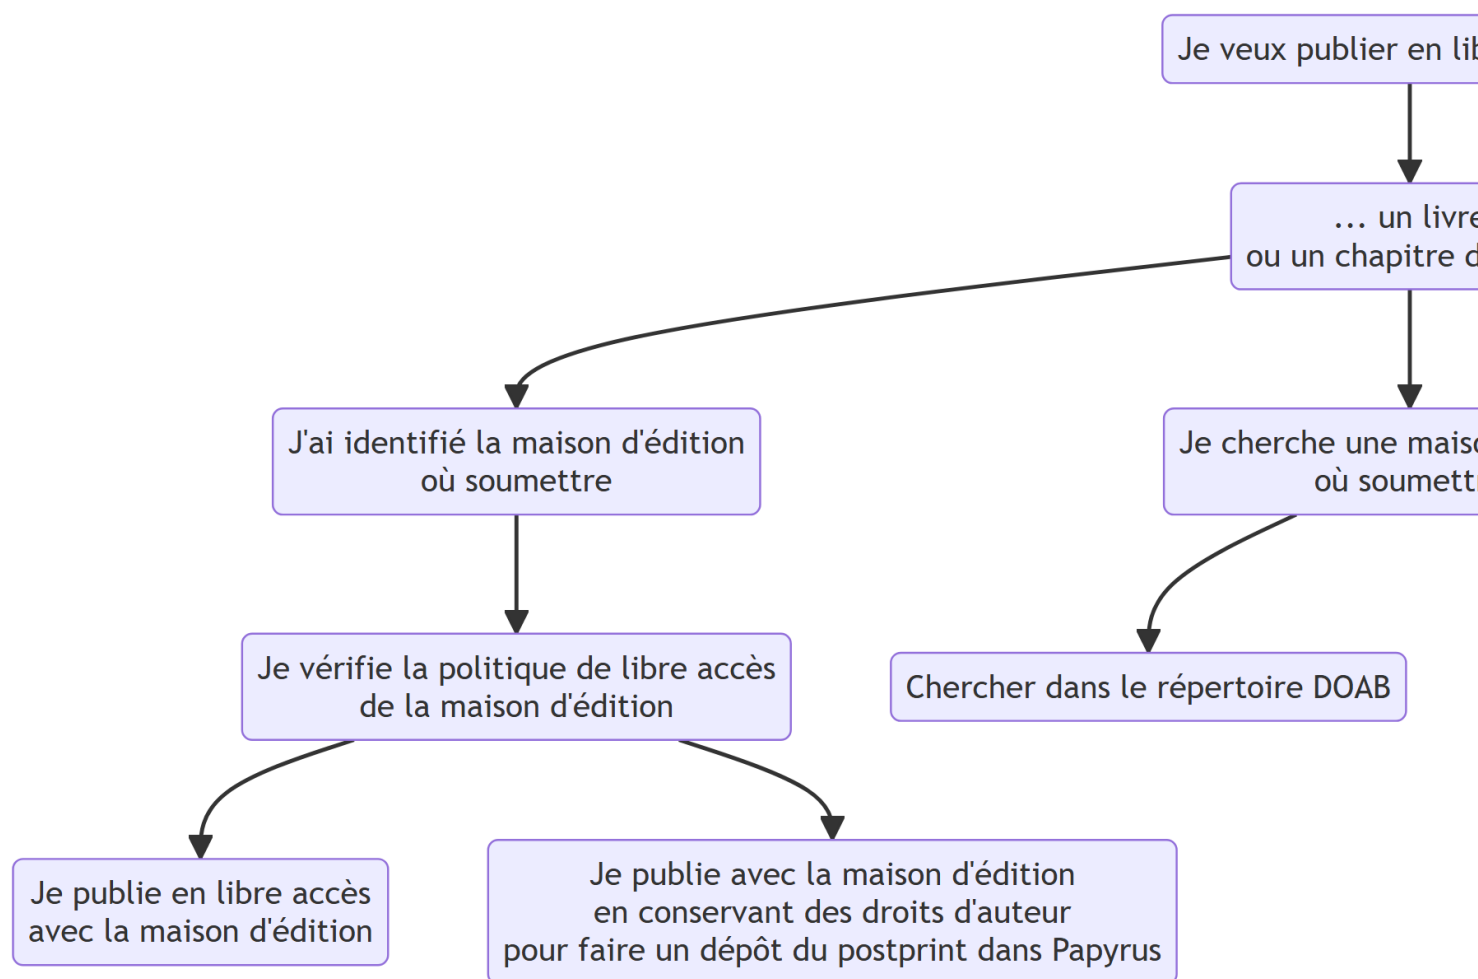 Je veux publier en
... un livre
ou un chapitre
J'ai identifié la maison d'édition
où soumettre
Je cherche une
où
Je vérifie la politique de libre accès
de la maison d'édition
Chercher dans le répertoire DOAB
Je publie en libre accès
avec la maison d'édition
Je publie avec la maison d'édition
en conservant des droits d'auteur
pour faire un dépôt du postprint dans Papyrus